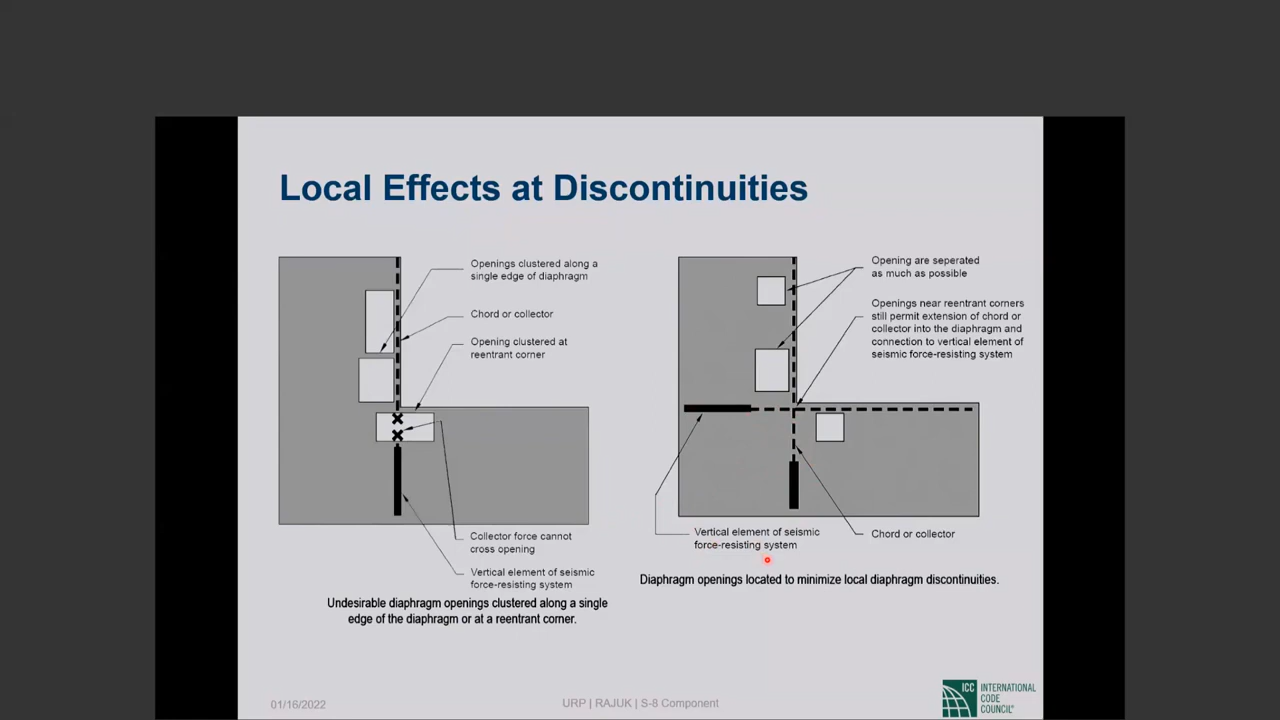 Local Effects at Discontinuities
Openings clustered along a
single edge of diaphragm
Chord or collector
Opening clustered at
reentrant corner
Collector force cannot
cross opening
Vertical element of seismic
force-resisting system
Undesirable diaphragm openings clustered along a single
edge of the diaphragm or at a reentrant corner.
Opening are seperated
as much as possible
Openings near reentrant corners
still permit extension of chord or
collector into the diaphragm and
connection to vertical element of
seismic force-resisting system
Vertical element of seismic
force-resisting system
Chord or collector
Diaphragm openings located to minimize local diaphragm discontinuities.
01/16/2022
URP | RAJUK | S-8 Component
ICC
INTERNATIONAL
CODE
COUNCIL®